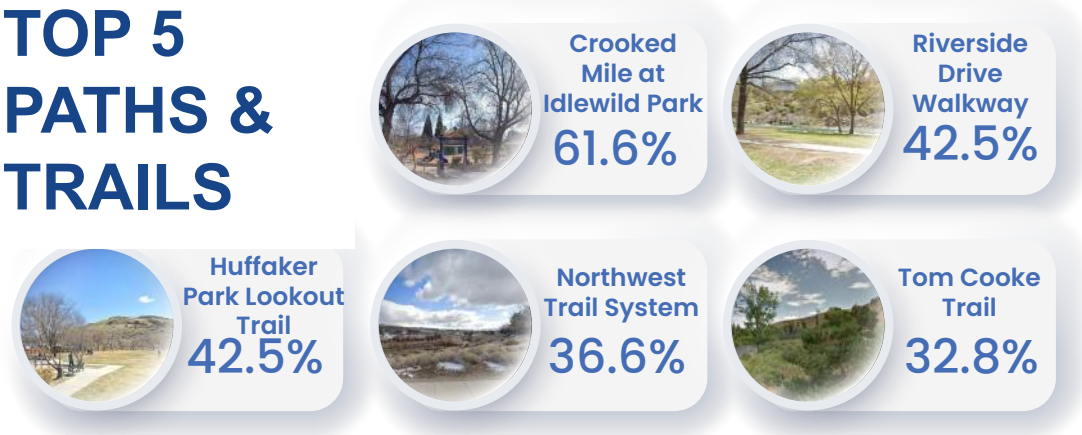 TOP 5
PATHS &
TRAILS
Crooked
Mile at
Idlewild Park
61.6%
Riverside
Drive
Walkway
42.5%
Huffaker
Park Lookout
Trail
42.5%
Northwest
Trail System
36.6%
Tom Cooke
Trail
32.8%